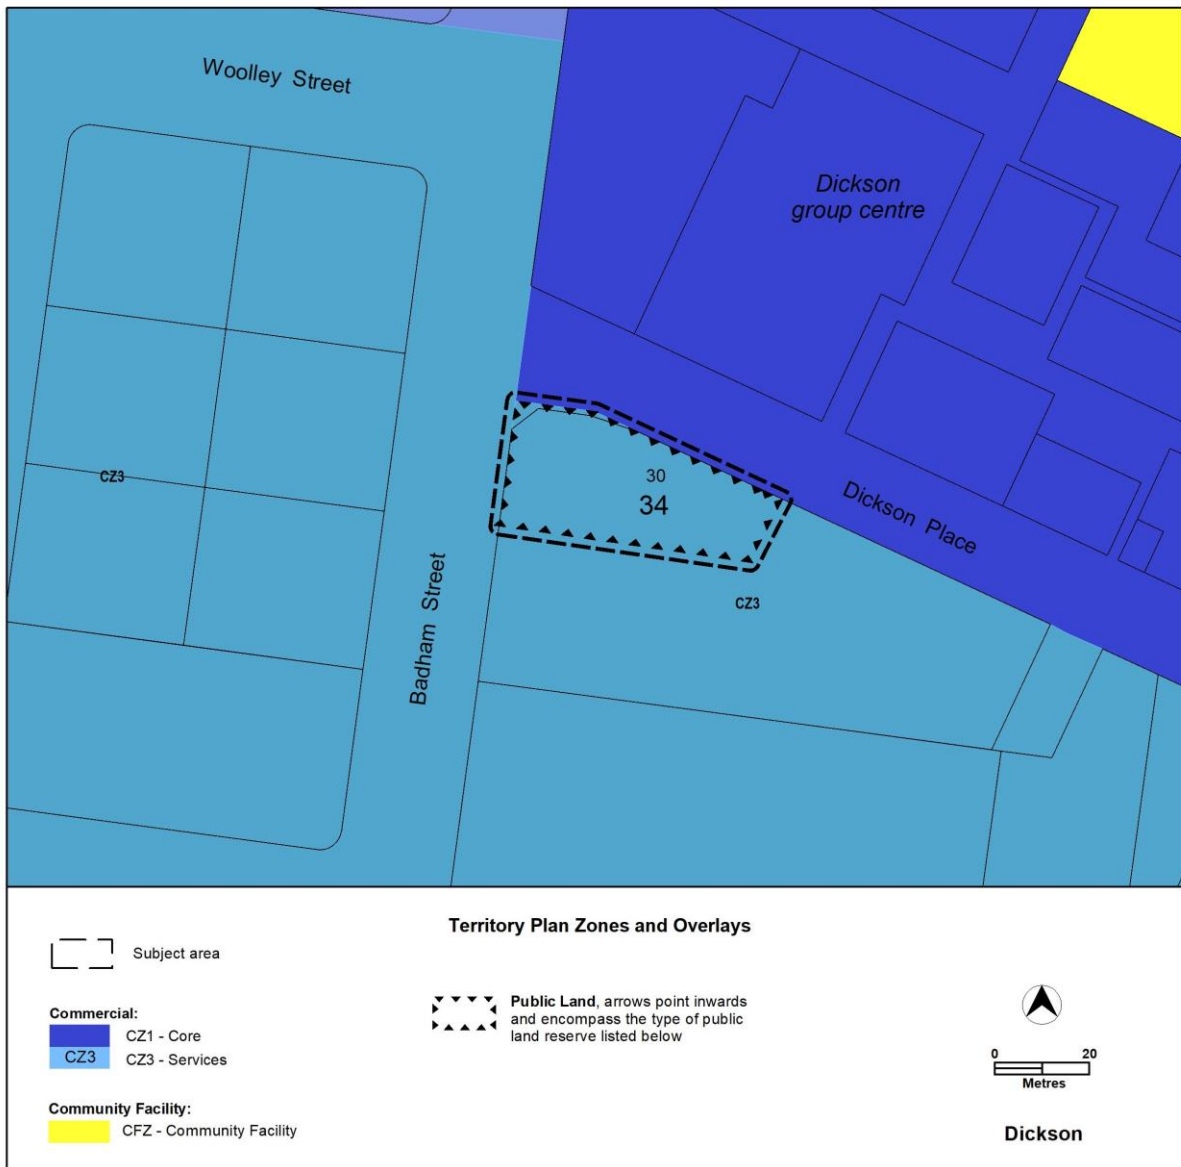 Woolley Street
Dickson
group centre
30
34
CZ3
Dickson Place
CZ3
Badham Street
Territory Plan Zones and Overlays
Subject area
Commercial:
CZ1 - Core
CZ3
CZ3 - Services
Community Facility:
CFZ - Community Facility
Public Land, arrows point inwards
and encompass the type of public
land reserve listed below
0 20
Metres
Dickson